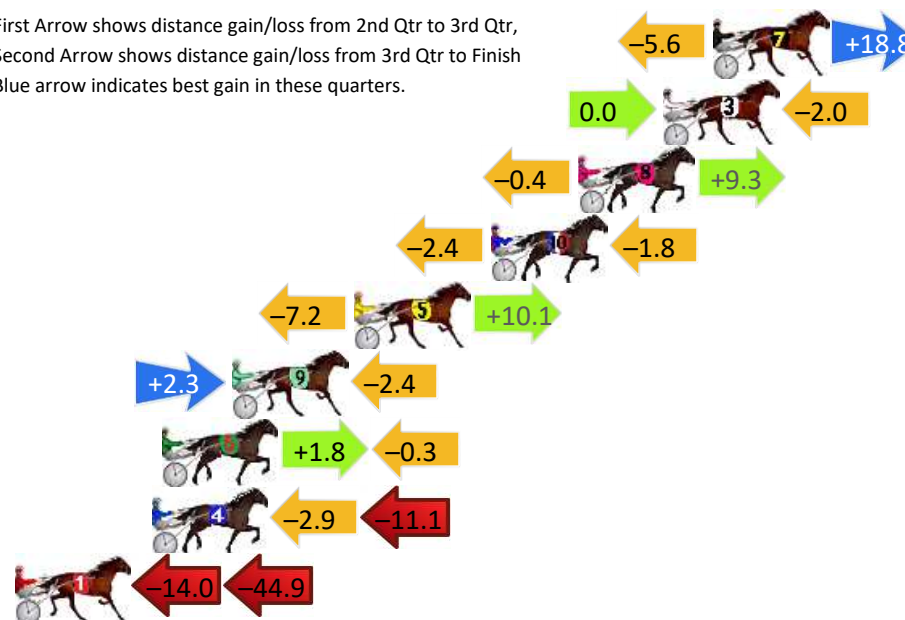 First Arrow shows distance gain/loss from 2nd Qtr to 3rd Qtr,
Second Arrow shows distance gain/loss from 3rd Qtr to Finish
Blue arrow indicates best gain in these quarters.
–5.6 7 +18.8
0.0 3 –2.0
–0.4 8 +9.3
–2.4 10 –1.8
–7.2 5 +10.1
+2.3 9 –2.4
6 +1.8 –0.3
4 –2.9 –11.1
1 –14.0 –44.9